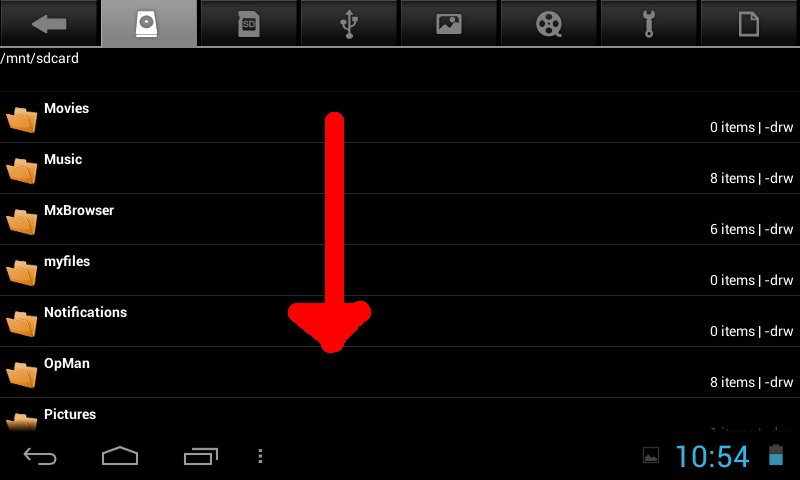 SD
/mnt/sdcard
Movies
0 items | -drw
Music
8 items | -drw
MxBrowser
6 items | -drw
myfiles
0 items | -drw
Notifications
0 items | -drw
OpMan
8 items | -drw
Pictures
10:54